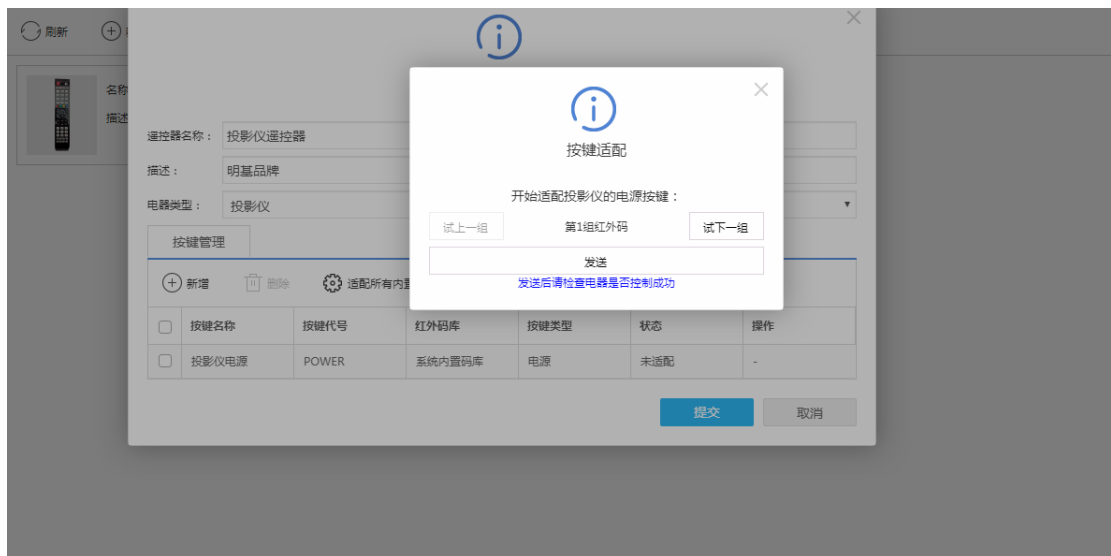 刷新
名称
描述
按键适配
遥控器名称： 投影仪遥控器
描述： 明基品牌
电器类型： 投影仪
开始适配投影仪的电源按键：
试上一组 第1组红外码 试下一组
发送
发送后请检查电器是否控制成功
按键管理
新增 删除 适配所有内置
按键名称 按键代号 红外码库 按键类型 状态 操作
投影仪电源 POWER 系统内置码库 电源 未适配 -
提交 取消